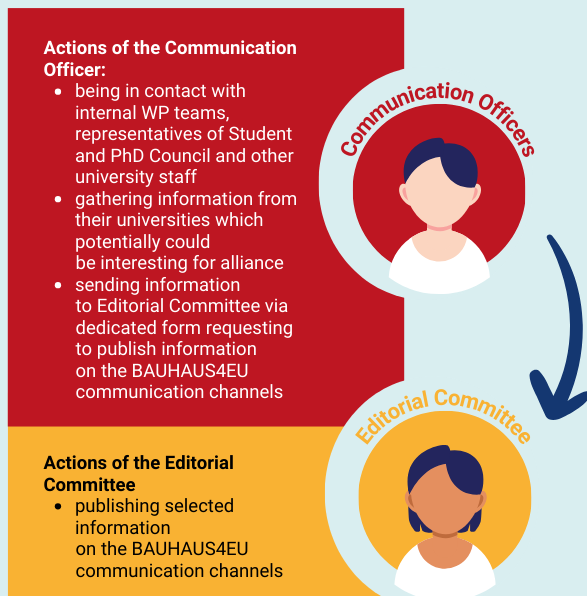 Actions of the Communication
Officer:
• being in contact with
internal WP teams,
representatives of Student
and PhD Council and other
university staff
• gathering information from
their universities which
potentially could
be interesting for alliance
• sending information
to Editorial Committee via
dedicated form requesting
to publish information
on the BAUHAUS4EU
communication channels
Communication Officers
Editorial Committee
Actions of the Editorial
Committee
• publishing selected
information
on the BAUHAUS4EU
communication channels